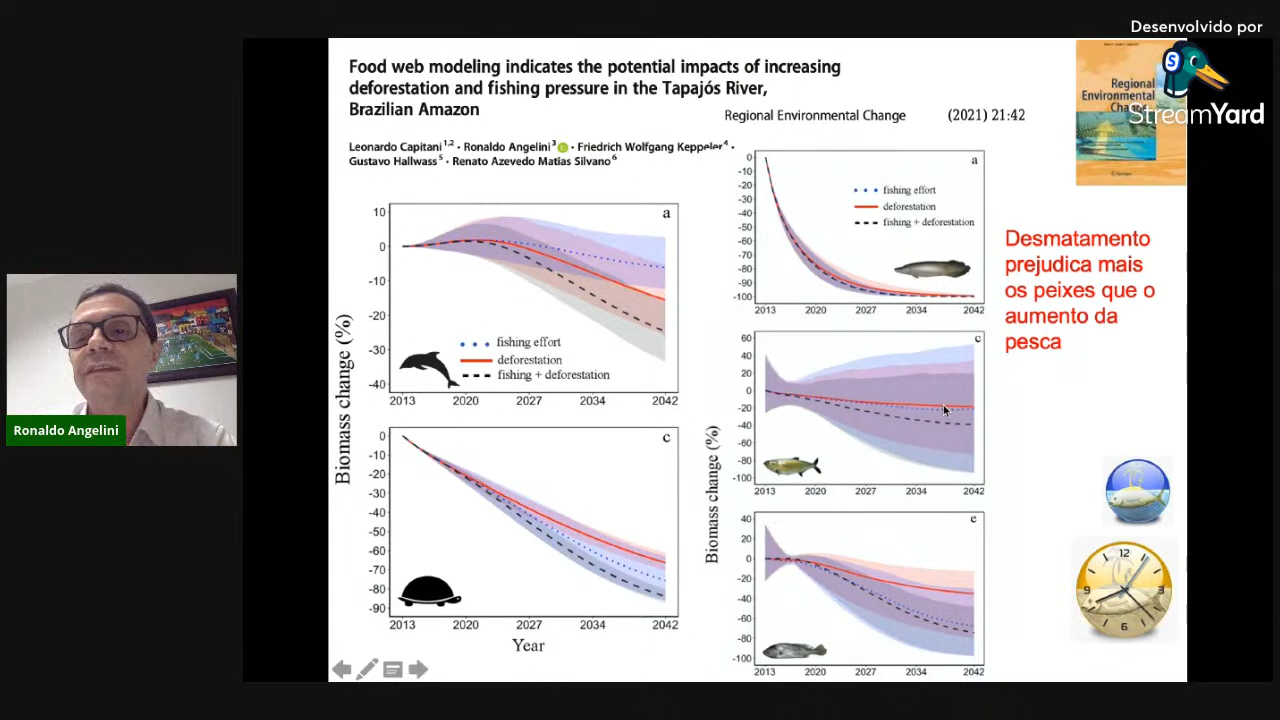 Desenvolvido por
StreamYard
Food web modeling indicates the potential impacts of increasing
deforestation and fishing pressure in the Tapajós River,
Brazilian Amazon
Regional Environmental Change (2021) 21:42
Leonardo Capitani 1,2 · Ronaldo Angelini 3 · Friedrich Wolfgang Keppeler 4 ·
Gustavo Hallwass 5 · Renato Azevedo Matias Silvano 6
Regional
Environmental
Change
Biomass change (%)
a
10
0
-10
-20
-30
-40
fishing effort
deforestation
fishing + deforestation
2013 2020 2027 2034 2042
c
0
-10
-20
-30
-40
-50
-60
-70
-80
-90
2013 2020 2027 2034 2042
Year
Biomass change (%)
a
0
-10
-20
-30
-40
-50
-60
-70
-80
-90
-100
fishing effort
deforestation
fishing + deforestation
2013 2020 2027 2034 2042
c
60
40
20
0
-20
-40
-60
-80
-100
2013 2020 2027 2034 2042
e
40
20
0
-20
-40
-60
-80
-100
2013 2020 2027 2034 2042
Desmatamento
prejudica mais
os peixes que o
aumento da
pesca
12
9 3
6
Ronaldo Angelini